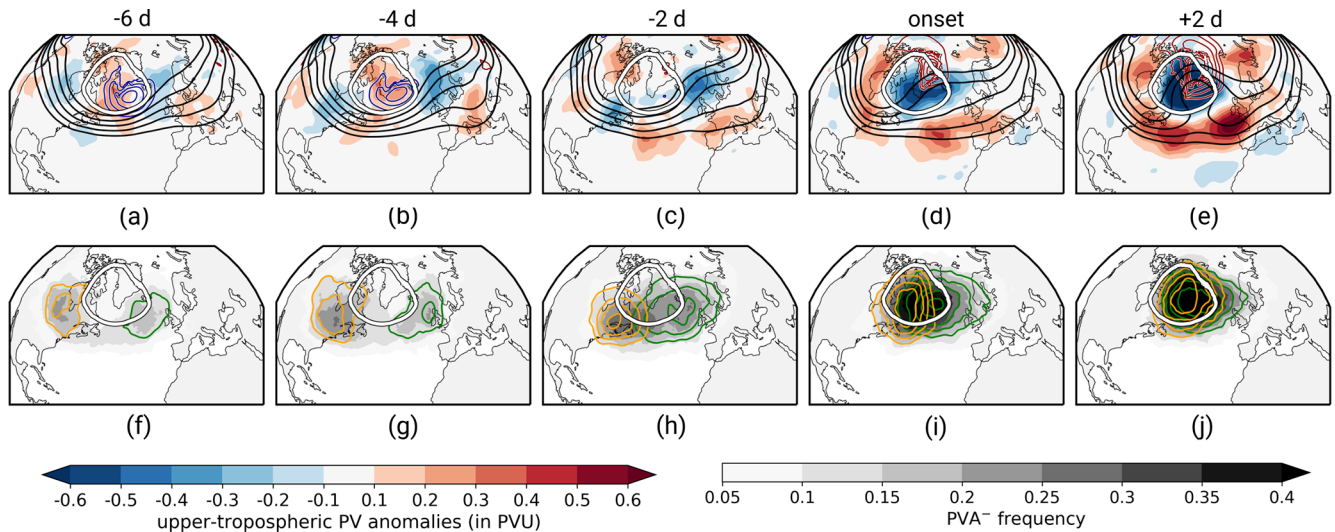 -6 d -4 d -2 d onset +2 d
(a) (b) (c) (d) (e)
(f) (g) (h) (i) (j)
-0.6 -0.5 -0.4 -0.3 -0.2 -0.1 0.1 0.2 0.3 0.4 0.5 0.6
upper-tropospheric PV anomalies (in PVU)
0.05 0.1 0.15 0.2 0.25 0.3 0.35 0.4
PVA⁻ frequency